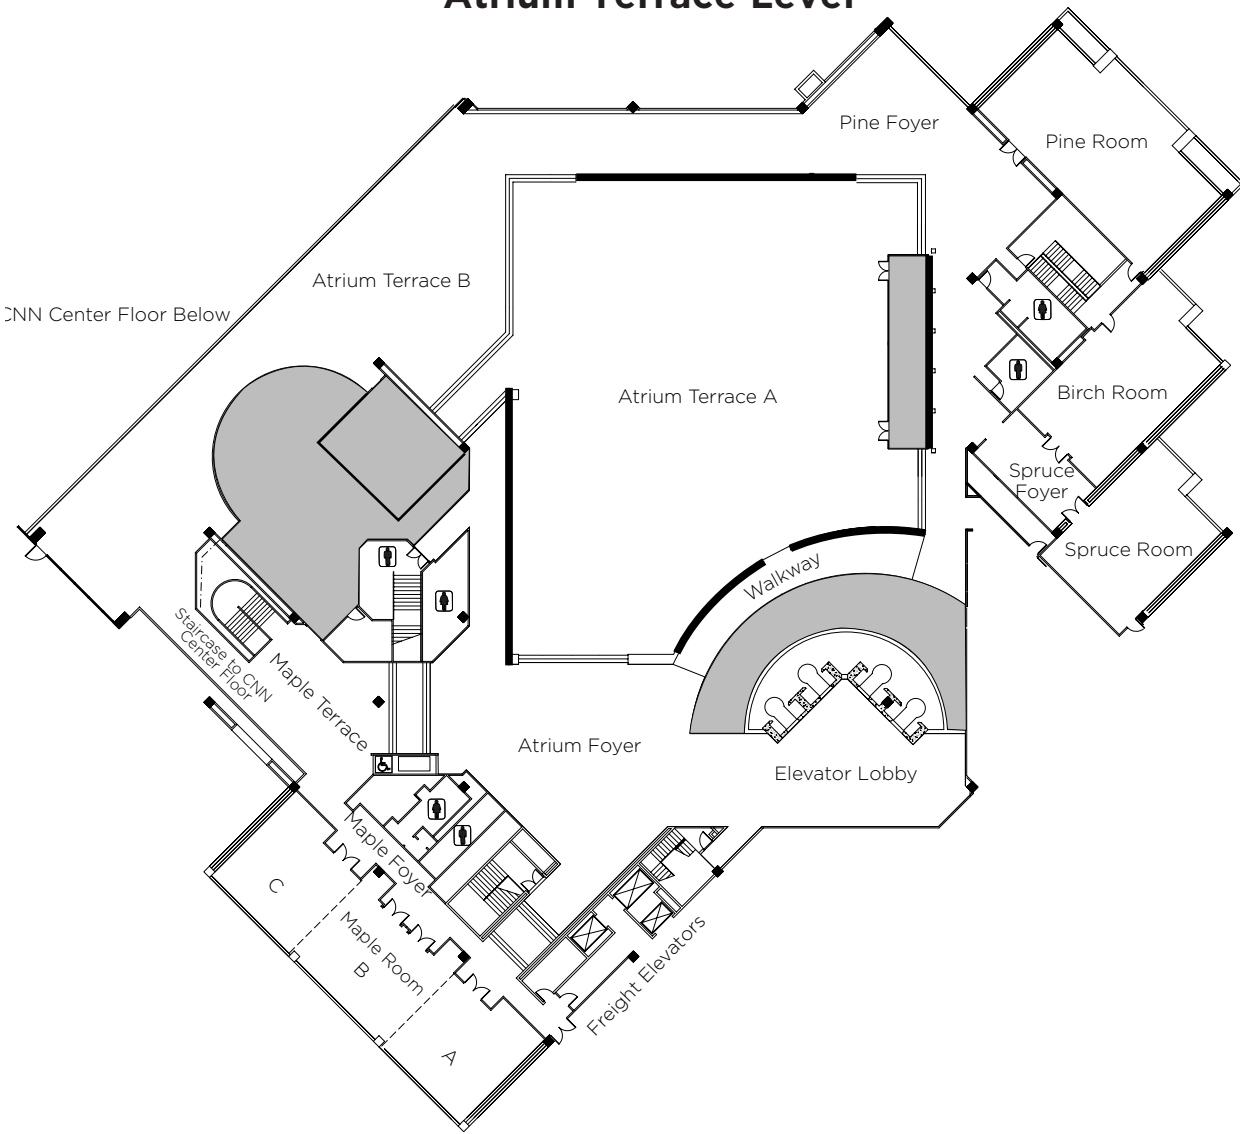 Atrium Terrace Level
Pine Foyer
Pine Room
Atrium Terrace B
CNN Center Floor Below
Atrium Terrace A
Birch Room
Spruce
Foyer
Spruce Room
Walkway
Staircase to CNN
Center Floor
Maple Terrace
Atrium Foyer
Elevator Lobby
Maple Foyer
C
Maple Room
B
A
Freight Elevators